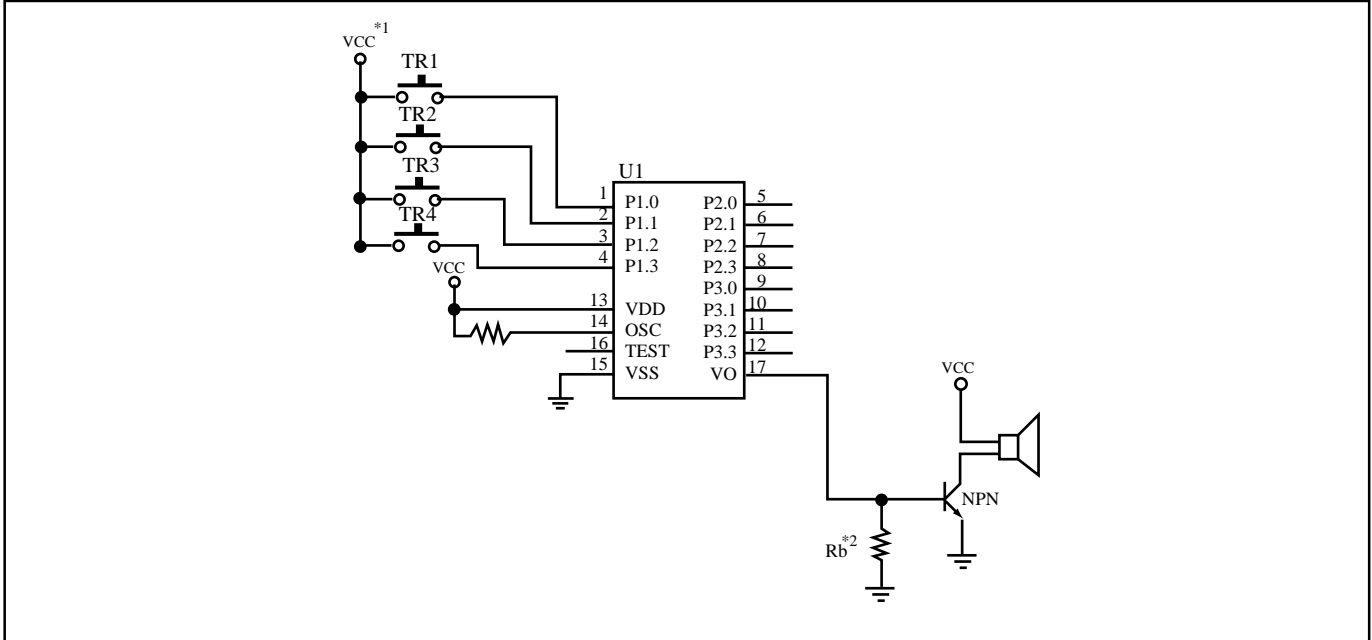 VCC *1
TR1
TR2
TR3
TR4
VCC
U1
1 P1.0
2 P1.1
3 P1.2
4 P1.3
13 VDD
14 OSC
16 TEST
15 VSS
P2.0 5
P2.1 6
P2.2 7
P2.3 8
P3.0 9
P3.1 10
P3.2 11
P3.3 12
VO 17
VCC
NPN
Rb*2